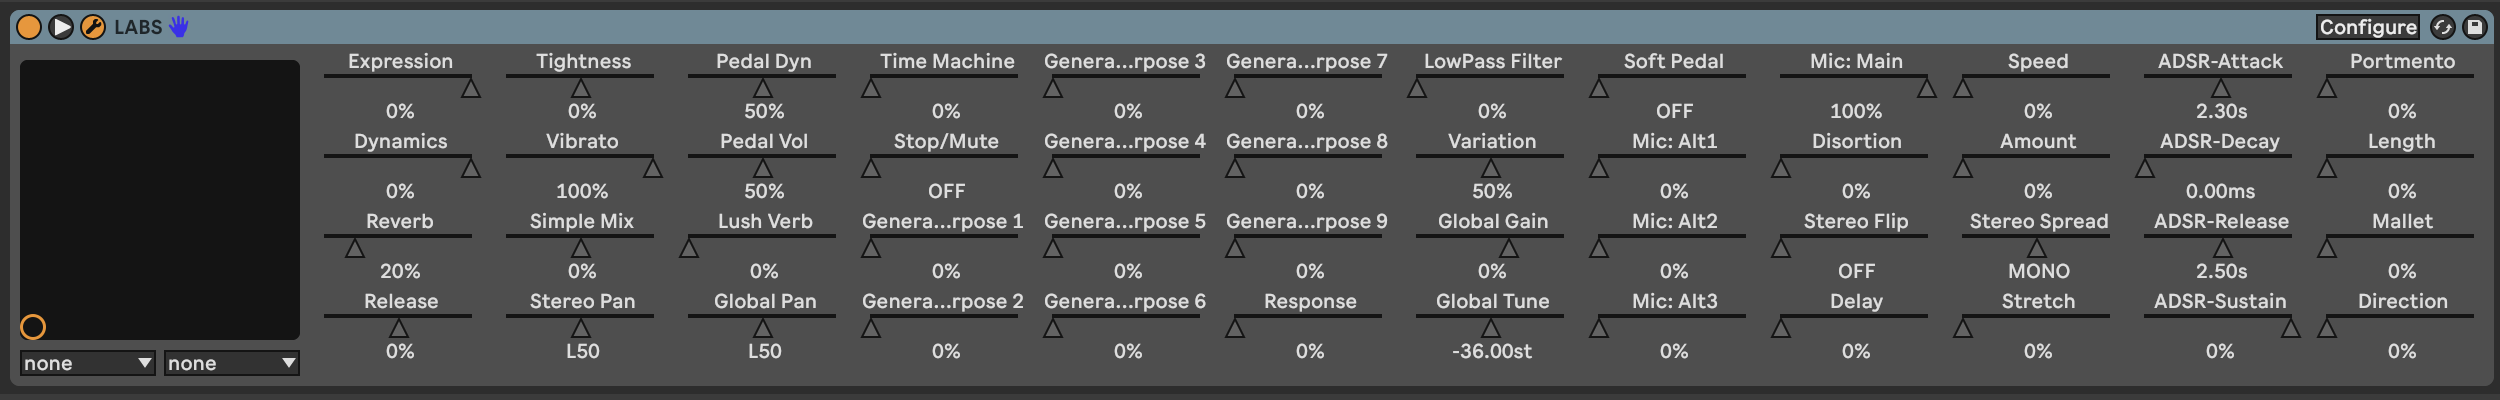 LABS Configure
Expression Tightness Pedal Dyn Time Machine Genera...rpose 3 Genera...rpose 7 LowPass Filter Soft Pedal Mic: Main Speed ADSR-Attack Portmento
0% 0% 50% 0% 0% 0% 0% OFF 100% 0% 2.30s 0%
Dynamics Vibrato Pedal Vol Stop/Mute Genera...rpose 4 Genera...rpose 8 Variation Mic: Alt1 Disortion Amount ADSR-Decay Length
0% 100% 50% OFF 0% 0% 50% 0% 0% 0% 0.00ms 0%
Reverb Simple Mix Lush Verb Genera...rpose 1 Genera...rpose 5 Genera...rpose 9 Global Gain Mic: Alt2 Stereo Flip Stereo Spread ADSR-Release Mallet
20% 0% 0% 0% 0% 0% 0% 0% OFF MONO 2.50s 0%
Release Stereo Pan Global Pan Genera...rpose 2 Genera...rpose 6 Response Global Tune Mic: Alt3 Delay Stretch ADSR-Sustain Direction
0% L50 L50 0% 0% 0% -36.00st 0% 0% 0% 0% 0%
none none